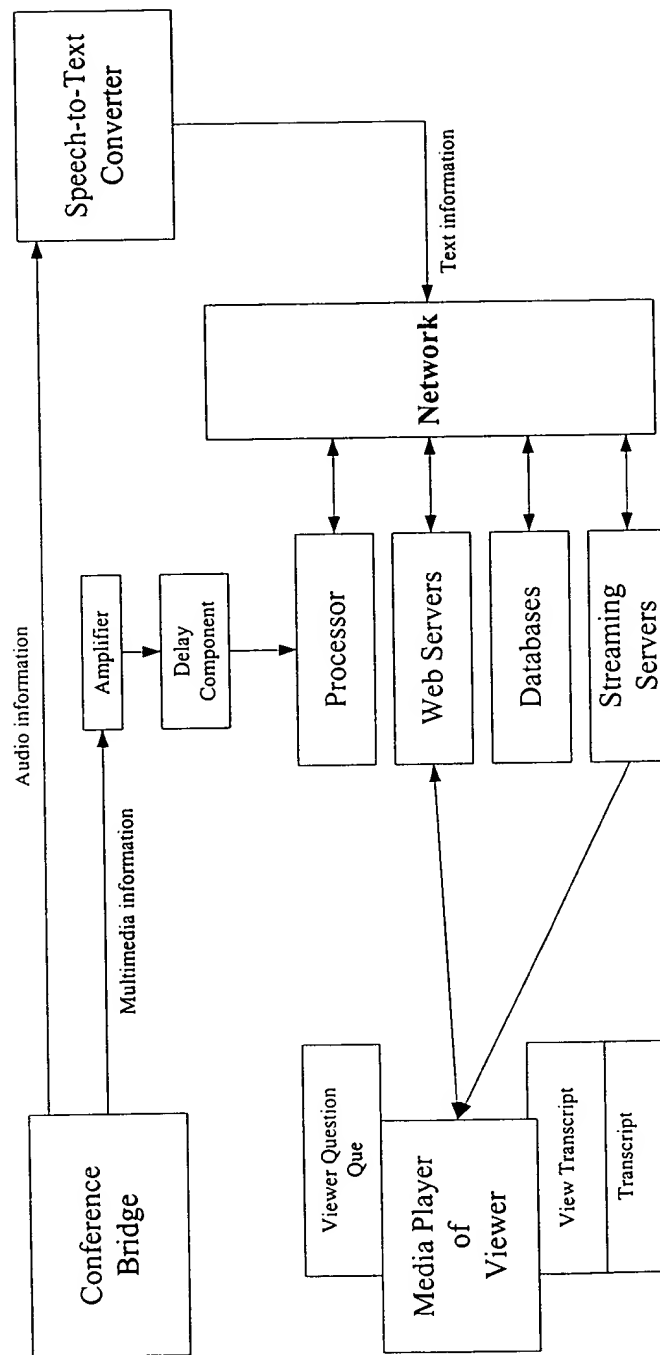 Conference
Bridge
Audio information
Multimedia information
Speech-to-Text
Converter
Amplifier
Delay
Component
Text information
Processor
Web Servers
Databases
Streaming
Servers
Network
Viewer Question
Que
Media Player
of
Viewer
View Transcript
Transcript